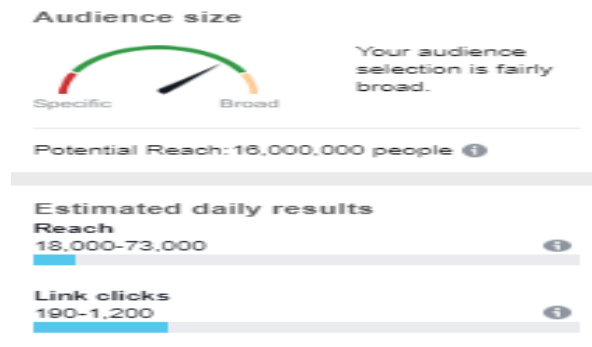 Audience size
Your audience
selection is fairly
broad.
Specific
Broad
Potential Reach:16,000,000 people
Estimated daily results
Reach
18,000-73,000
Link clicks
190-1,200